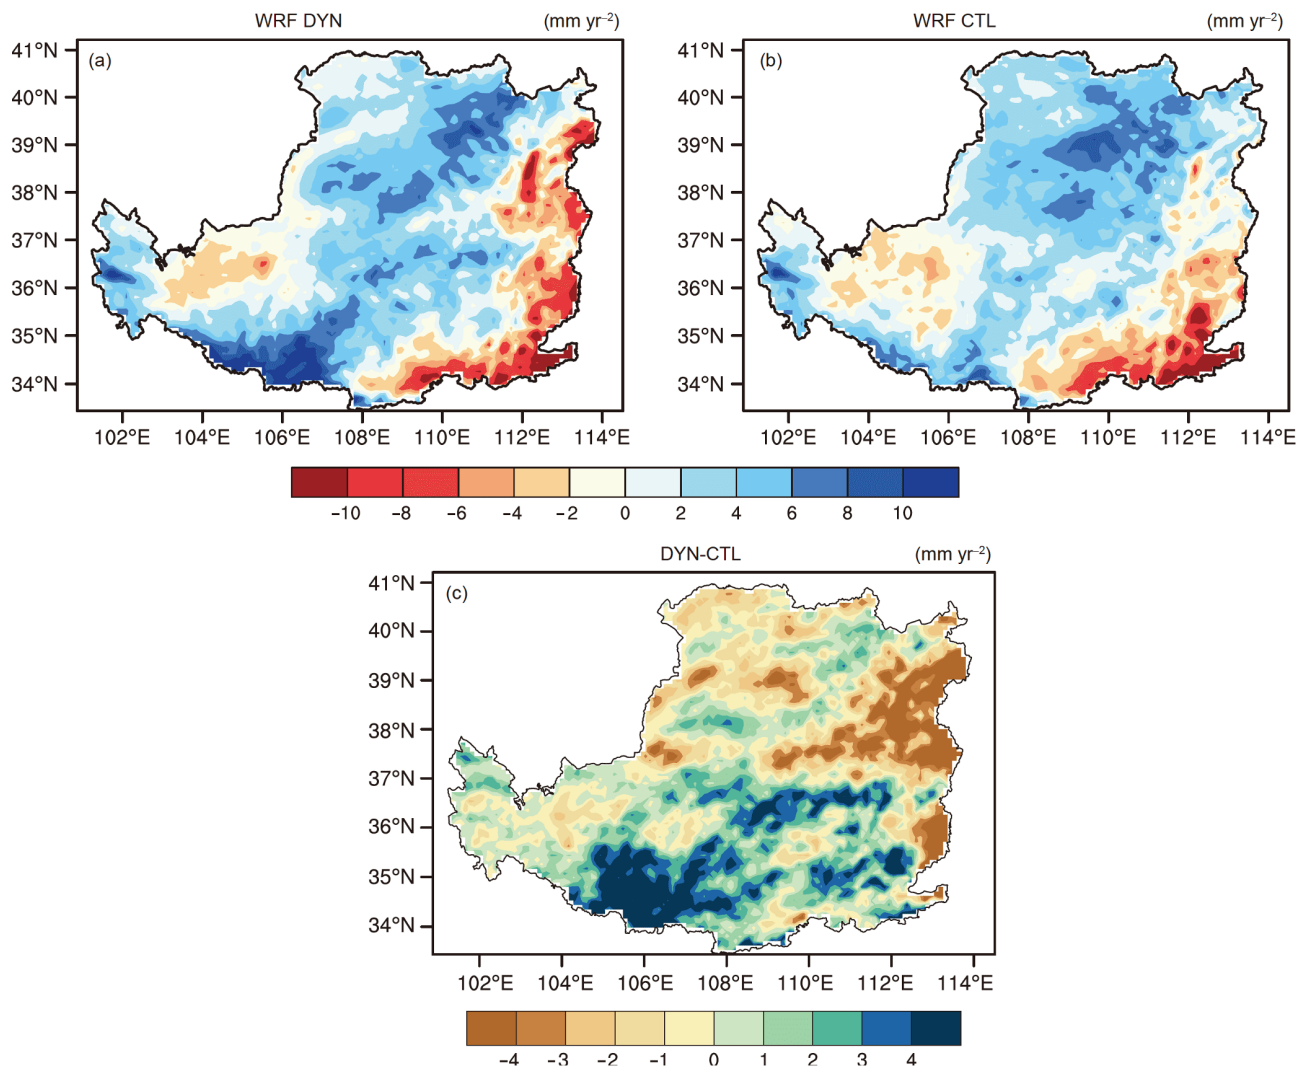 WRF DYN (mm yr⁻²) WRF CTL (mm yr⁻²)
(a) (b)
41°N 41°N
40°N 40°N
39°N 39°N
38°N 38°N
37°N 37°N
36°N 36°N
35°N 35°N
34°N 34°N
102°E 104°E 106°E 108°E 110°E 112°E 114°E 102°E 104°E 106°E 108°E 110°E 112°E 114°E
−10 −8 −6 −4 −2 0 2 4 6 8 10
DYN-CTL (mm yr⁻²)
(c)
41°N
40°N
39°N
38°N
37°N
36°N
35°N
34°N
102°E 104°E 106°E 108°E 110°E 112°E 114°E
−4 −3 −2 −1 0 1 2 3 4